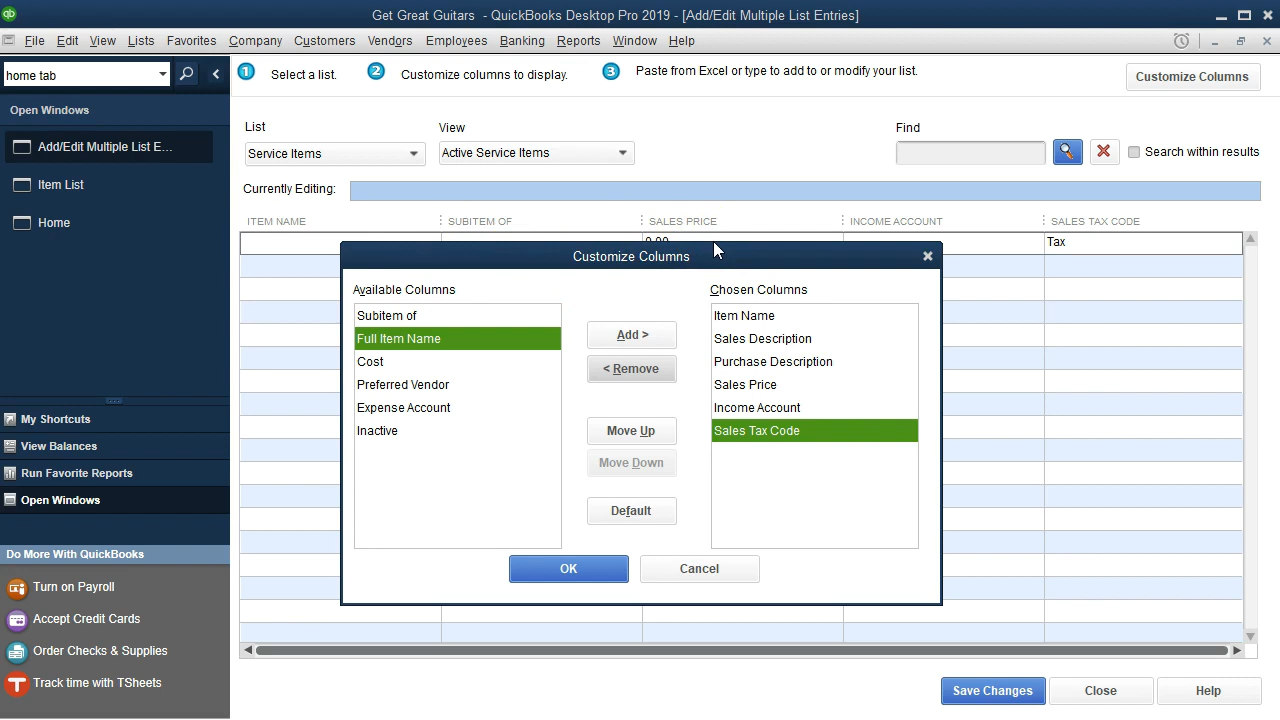 qb Get Great Guitars - QuickBooks Desktop Pro 2019 - [Add/Edit Multiple List Entries]
File Edit View Lists Favorites Company Customers Vendors Employees Banking Reports Window Help
home tab
1 Select a list. 2 Customize columns to display. 3 Paste from Excel or type to add to or modify your list.
Customize Columns
Open Windows
Add/Edit Multiple List E...
Item List
Home
List View Find
Service Items Active Service Items Search within results
Currently Editing:
ITEM NAME SUBITEM OF SALES PRICE INCOME ACCOUNT SALES TAX CODE
0.00 Tax
Customize Columns
Available Columns Chosen Columns
Subitem of
Full Item Name
Cost
Preferred Vendor
Expense Account
Inactive
Add >
< Remove
Move Up
Move Down
Default
Item Name
Sales Description
Purchase Description
Sales Price
Income Account
Sales Tax Code
OK Cancel
My Shortcuts
View Balances
Run Favorite Reports
Open Windows
Do More With QuickBooks
Turn on Payroll
Accept Credit Cards
Order Checks & Supplies
Track time with TSheets
Save Changes Close Help